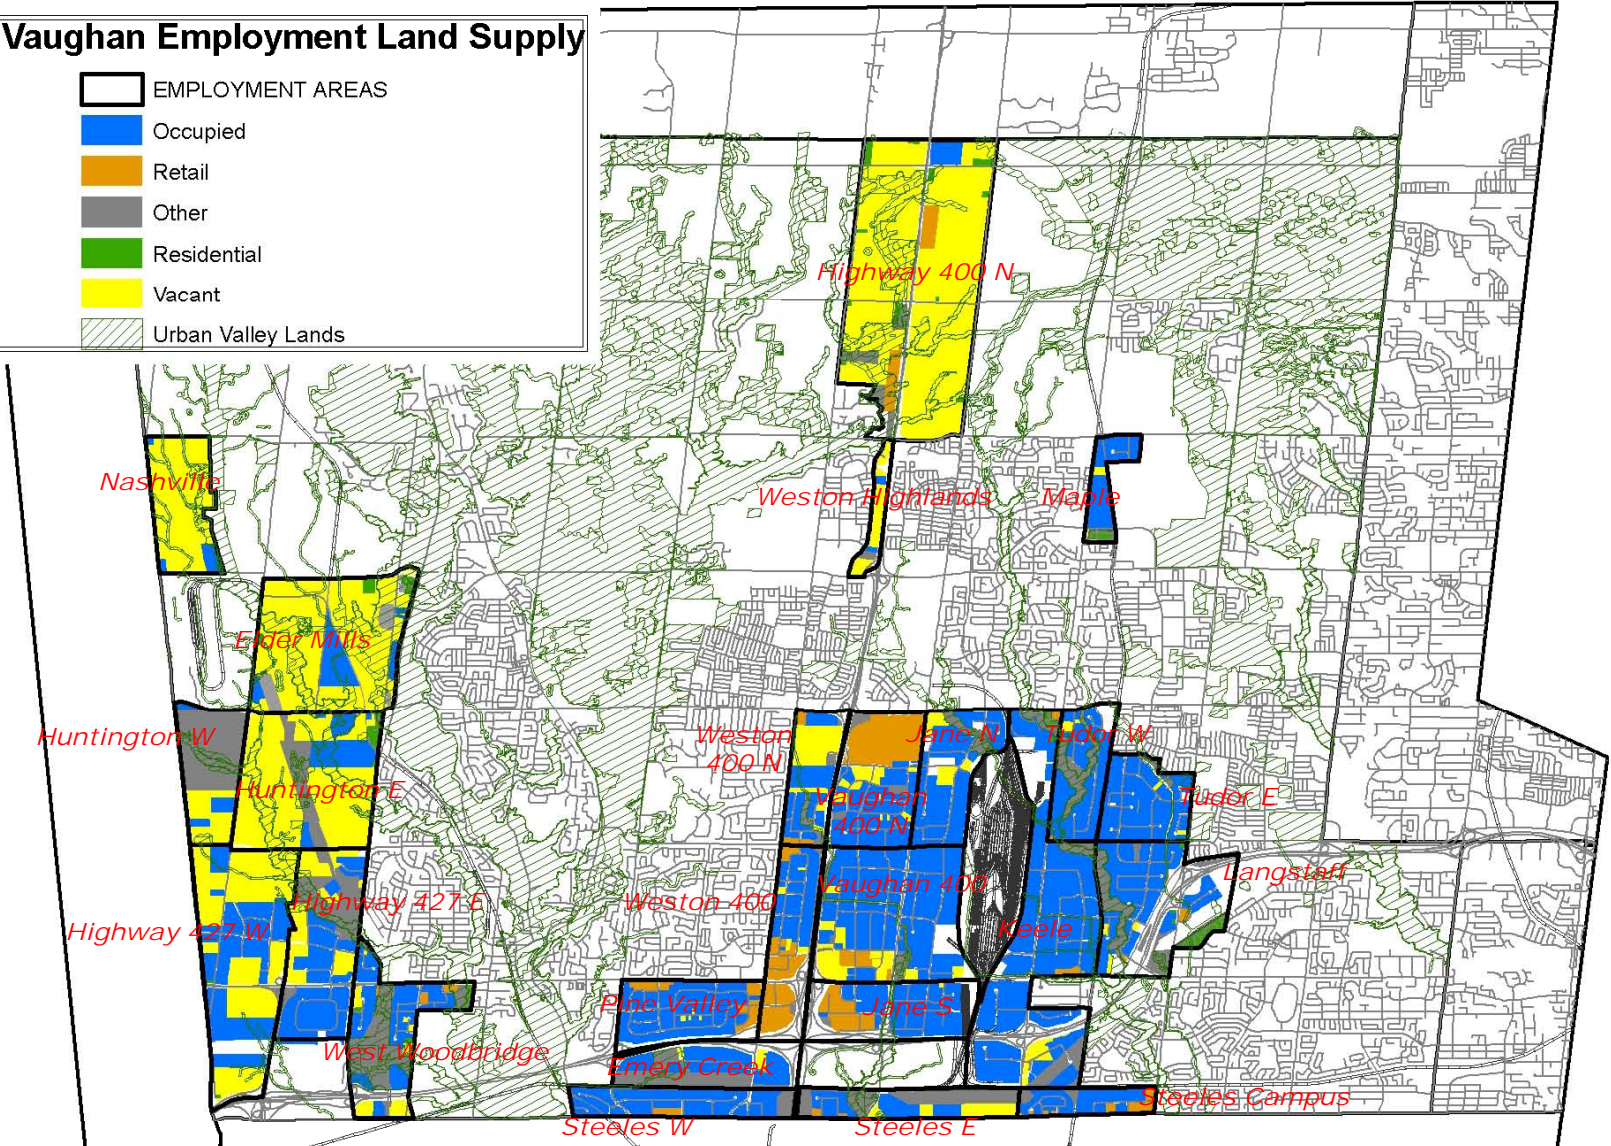 Vaughan Employment Land Supply
EMPLOYMENT AREAS
Occupied
Retail
Other
Residential
Vacant
Urban Valley Lands
Highway 400 N
Nashville
Weston Highlands
Maple
Elder Mills
Huntington W
Weston
400 N
Jane N
Tudor W
Huntington E
Vaughan
400 N
Tudor E
Langstaff
Highway 427 E
Weston 400
Vaughan 400
Highway 427 W
Keele
Pine Valley
Jane S
West Woodbridge
Emery Creek
Steeles Campus
Steeles W
Steeles E